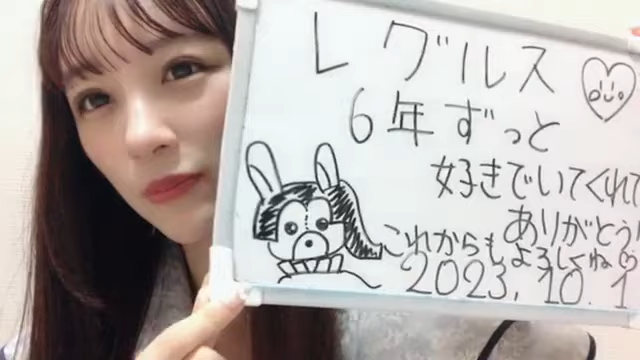 レグルス
6年ずっと
好きでいてくれて
ありがとう!
これからもよろしくね
2023.10.1